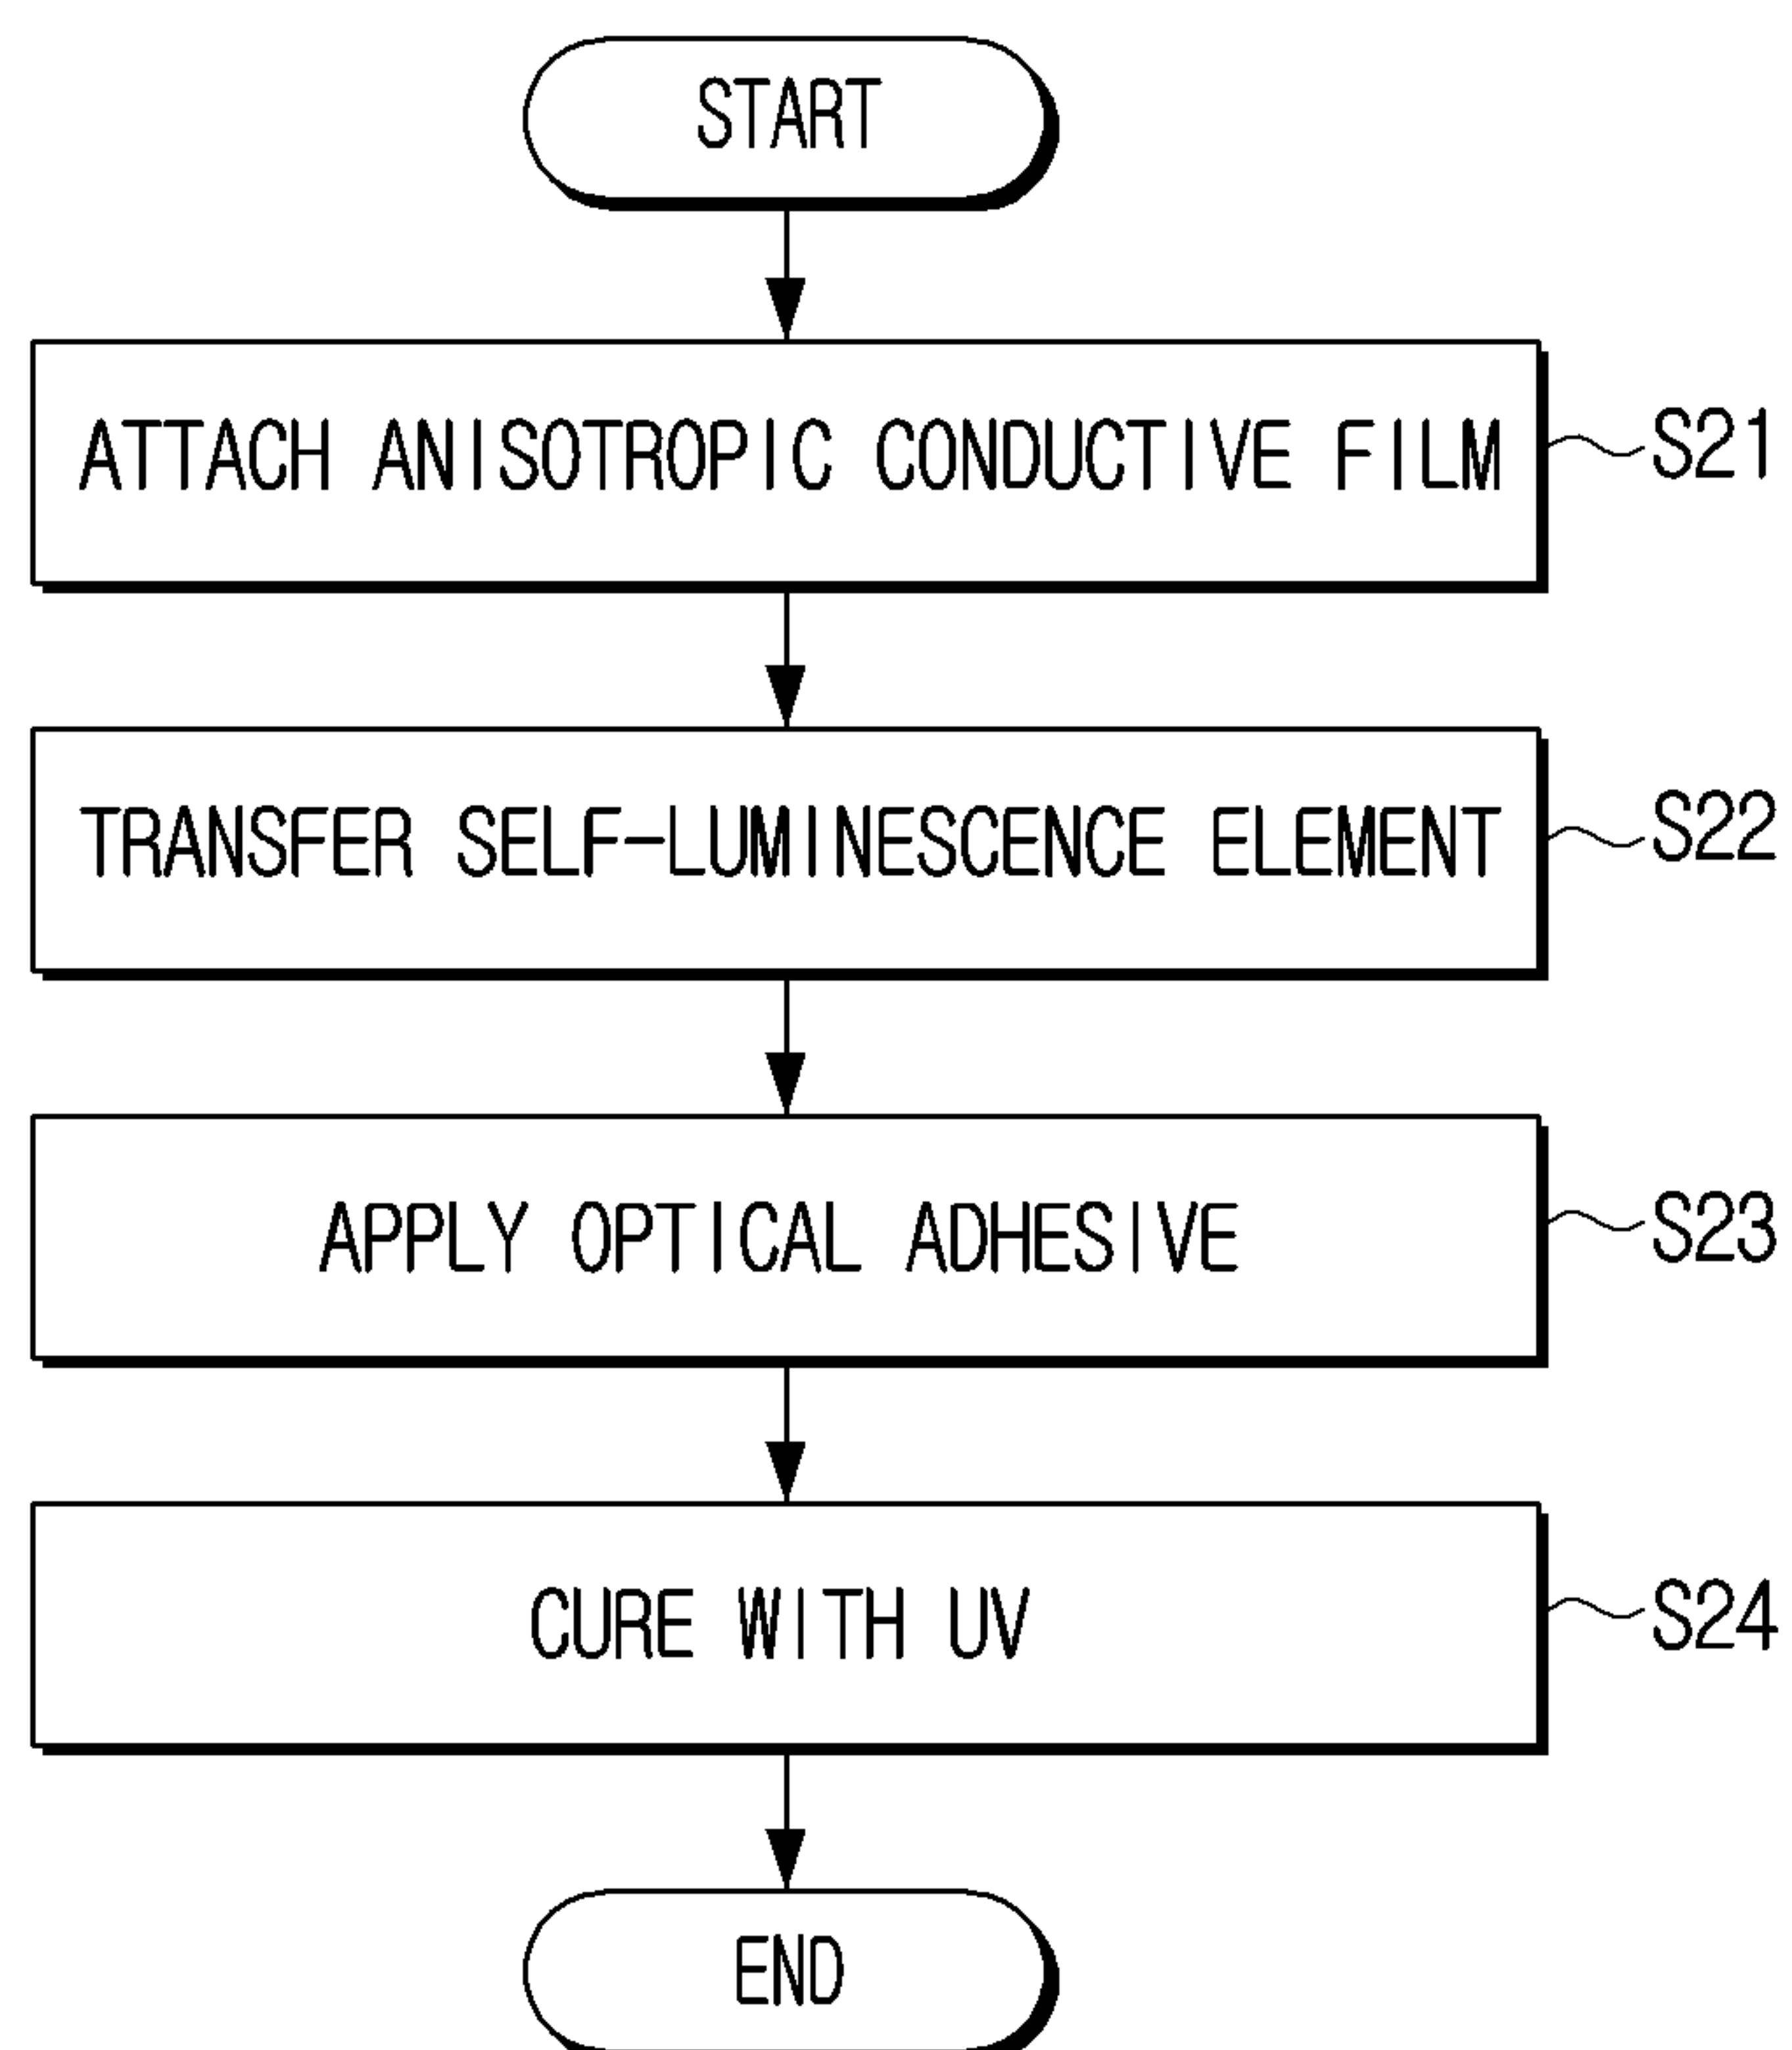 START
ATTACH ANISOTROPIC CONDUCTIVE FILM
S21
TRANSFER SELF-LUMINESCENCE ELEMENT
S22
APPLY OPTICAL ADHESIVE
S23
CURE WITH UV
S24
END